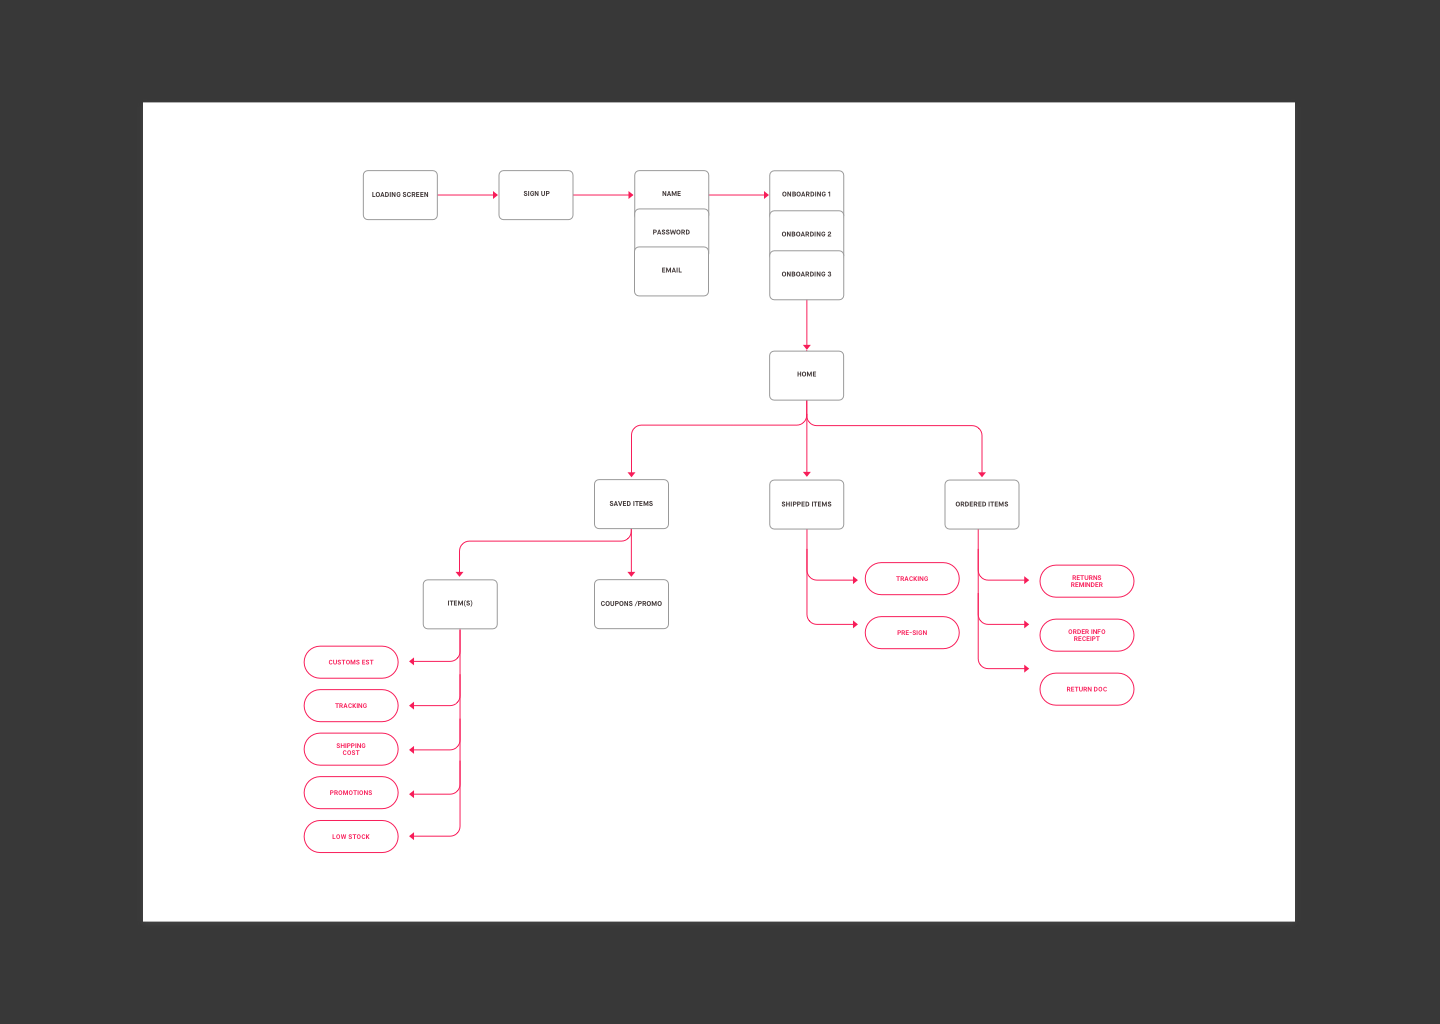 LOADING SCREEN
SIGN UP
NAME
PASSWORD
EMAIL
ONBOARDING 1
ONBOARDING 2
ONBOARDING 3
HOME
SAVED ITEMS
SHIPPED ITEMS
ORDERED ITEMS
ITEM(S)
COUPONS /PROMO
CUSTOMS EST
TRACKING
SHIPPING
COST
PROMOTIONS
LOW STOCK
TRACKING
PRE-SIGN
RETURNS
REMINDER
ORDER INFO
RECEIPT
RETURN DOC